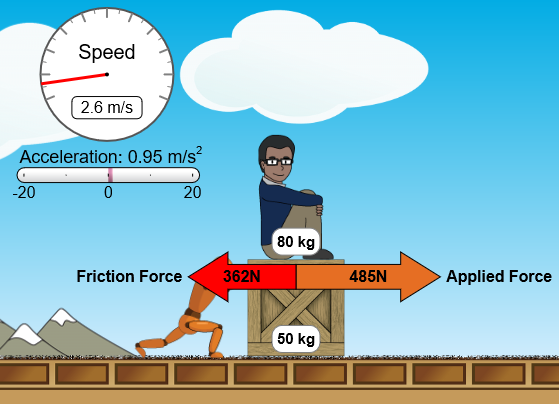 Speed
2.6 m/s
Acceleration: 0.95 m/s²
-20 0 20
80 kg
Friction Force 362N 485N Applied Force
50 kg